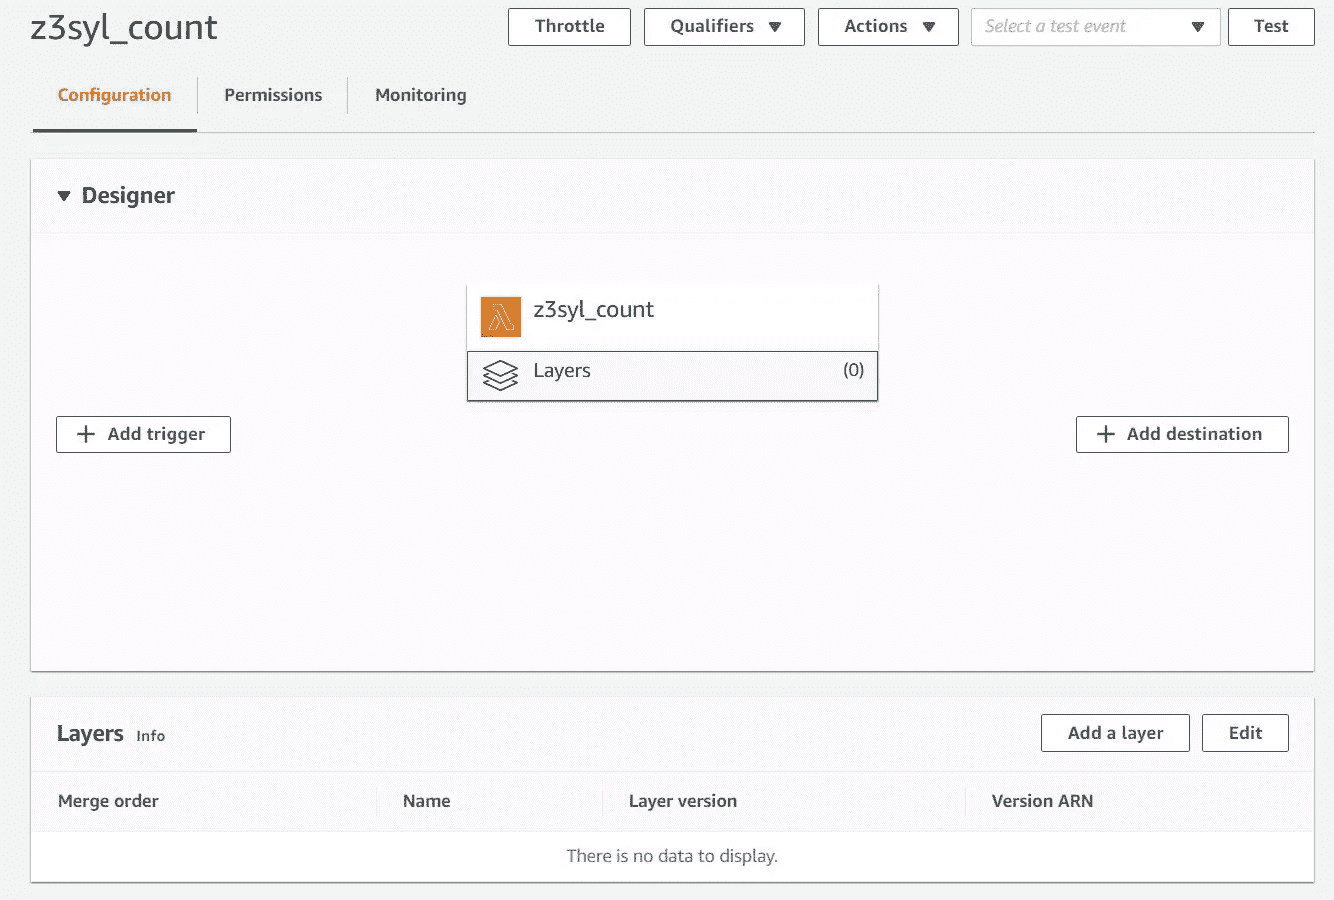 z3syl_count
Throttle
Qualifiers
Actions
Select a test event
Test
Configuration
Permissions
Monitoring
Designer
z3syl_count
Layers
(0)
Add trigger
Add destination
Layers Info
Add a layer
Edit
Merge order
Name
Layer version
Version ARN
There is no data to display.